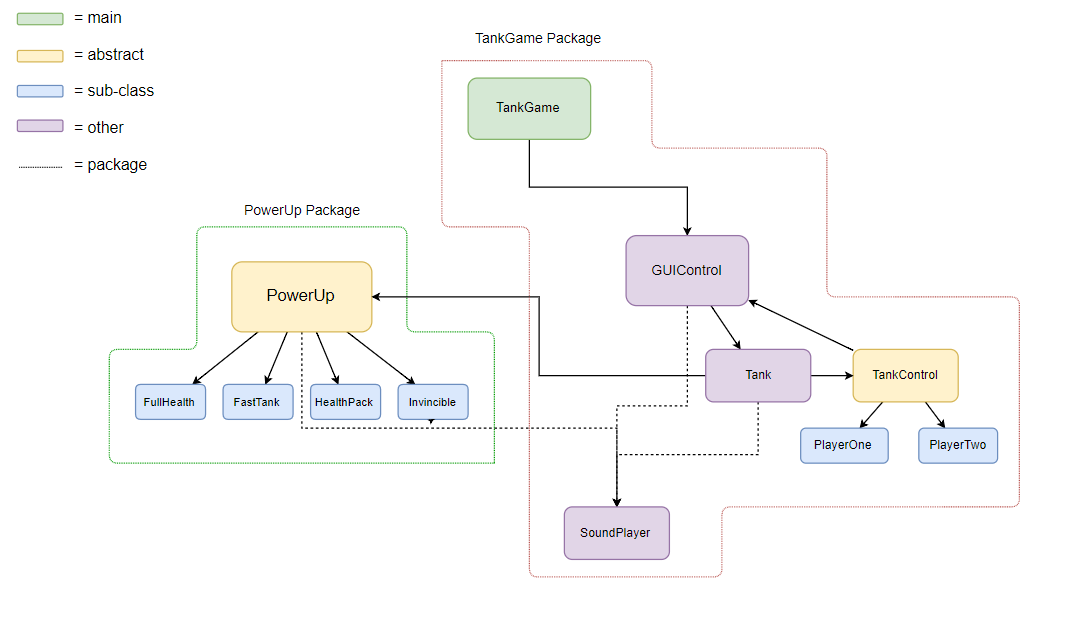 = main
= abstract
= sub-class
= other
= package
TankGame Package
TankGame
PowerUp Package
GUIControl
PowerUp
Tank
TankControl
FullHealth
FastTank
HealthPack
Invincible
PlayerOne
PlayerTwo
SoundPlayer